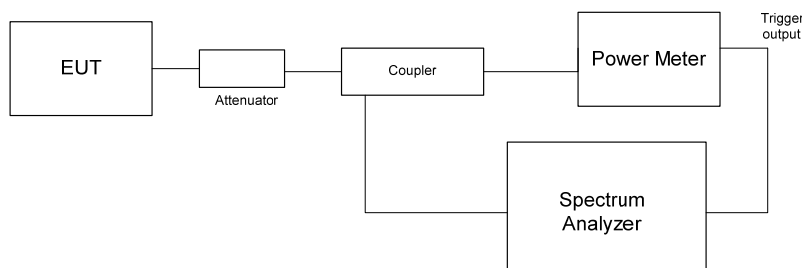 Trigger
output
EUT
Attenuator
Coupler
Power Meter
Spectrum
Analyzer